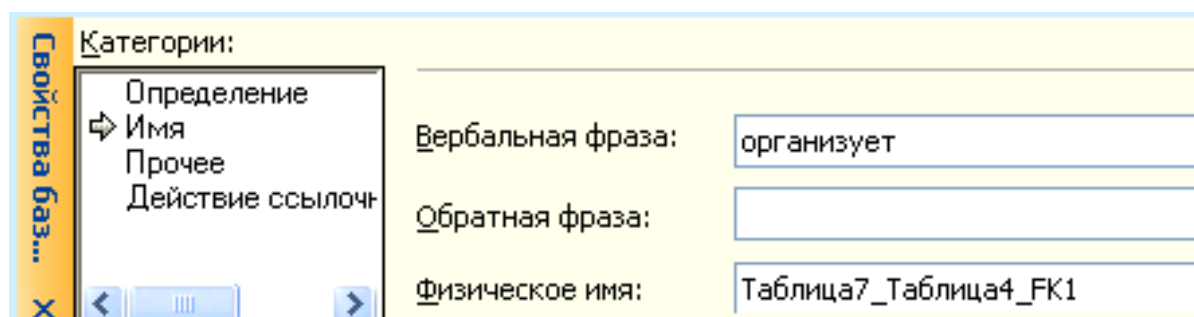 Свойства баз...
Категории:
Определение
Имя
Прочее
Действие ссылочн
Вербальная фраза:
организует
Обратная фраза:
Физическое имя:
Таблица7_Таблица4_FK1